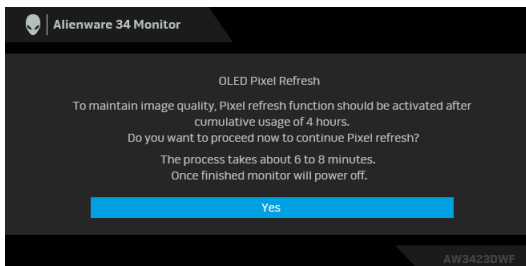 Alienware 34 Monitor
OLED Pixel Refresh
To maintain image quality, Pixel refresh function should be activated after
cumulative usage of 4 hours.
Do you want to proceed now to continue Pixel refresh?
The process takes about 6 to 8 minutes.
Once finished monitor will power off.
Yes
AW3423DWF